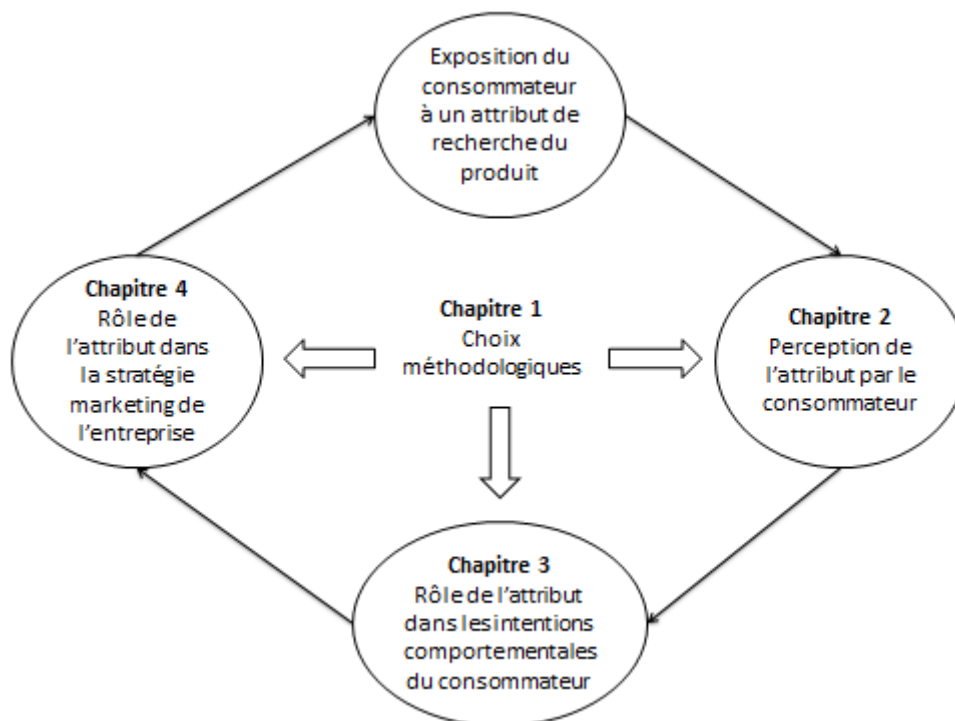 Exposition du
consommateur
à un attribut de
recherche du
produit
Chapitre 4
Rôle de
l'attribut dans
la stratégie
marketing de
l'entreprise
Chapitre 1
Choix
méthodologiques
Chapitre 2
Perception de
l'attribut par le
consommateur
Chapitre 3
Rôle de l'attribut
dans les intentions
comportementales
du consommateur